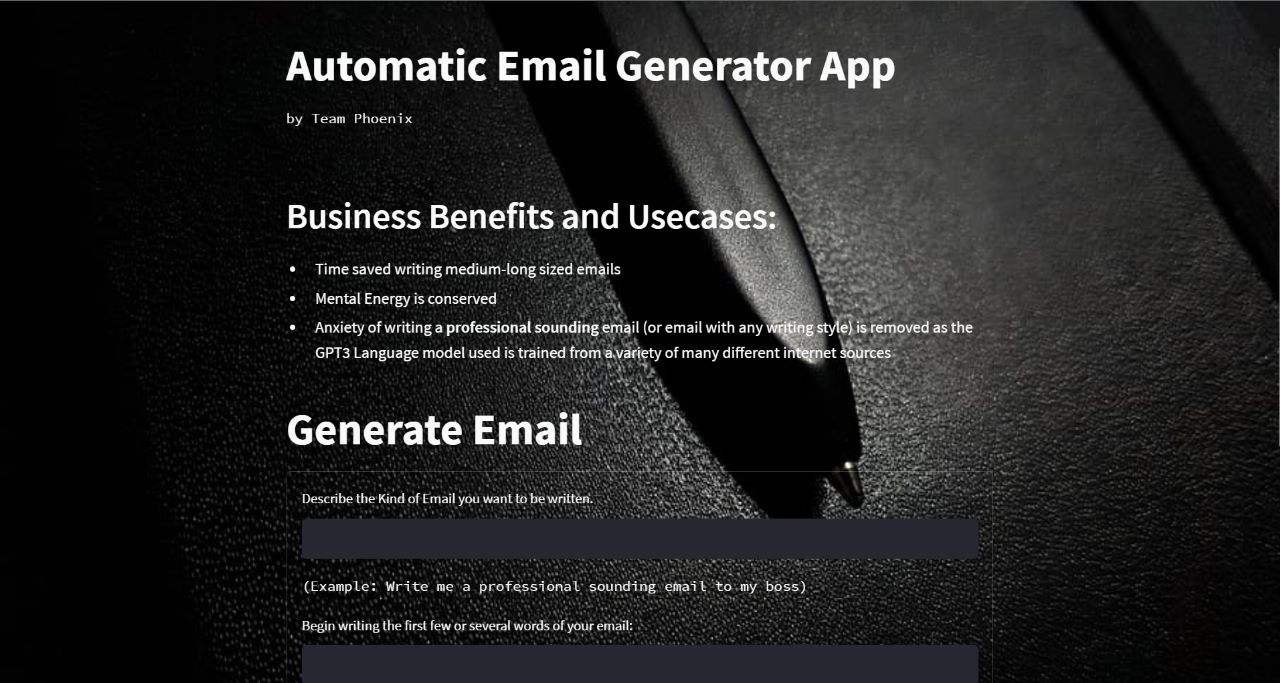 Automatic Email Generator App
by Team Phoenix
Business Benefits and Usecases:
• Time saved writing medium-long sized emails
• Mental Energy is conserved
• Anxiety of writing a professional sounding email (or email with any writing style) is removed as the
GPT3 Language model used is trained from a variety of many different internet sources
Generate Email
Describe the Kind of Email you want to be written.
(Example: Write me a professional sounding email to my boss)
Begin writing the first few or several words of your email: